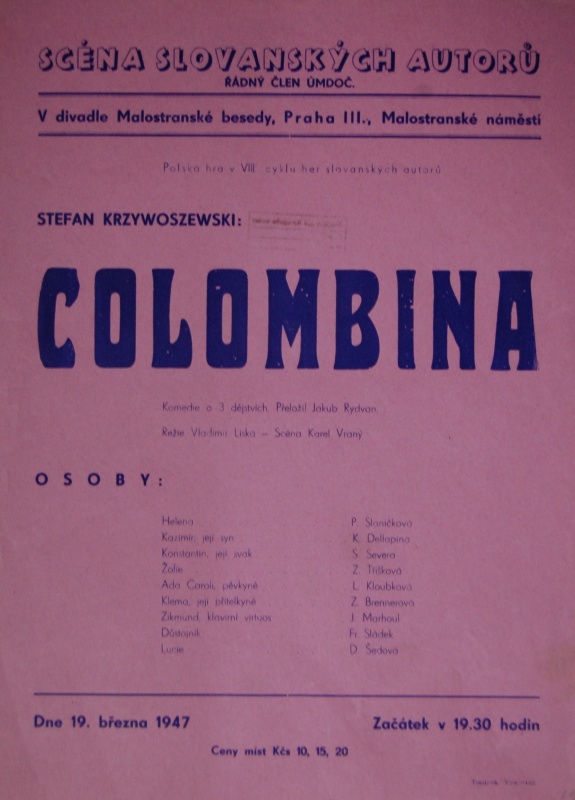 SCÉNA SLOVANSKÝCH AUTORŮ
ŘÁDNÝ ČLEN ÚMDOČ.
V divadle Malostranské besedy, Praha III., Malostranské náměstí
Polská hra v VIII. cyklu her slovanských autorů
STEFAN KRZYWOSZEWSKI:
COLOMBINA
Komedie o 3 dějstvích. Přeložil Jakub Rydvan
Režie Vladimír Liska – Scéna Karel Vraný
OSOBY:
Helena P. Slaničková
Kazimír, její syn K. Dellapina
Konstantin, její švak S. Severa
Žofie Z. Tříšková
Ada Caroli, pěvkyně L. Kloubková
Klema, její přítelkyně Z. Brennerová
Zikmund, klavírní virtuos J. Marhoul
Důstojník Fr. Sládek
Lucie D. Šedová
Dne 19. března 1947 Začátek v 19.30 hodin
Ceny míst Kčs 10, 15, 20